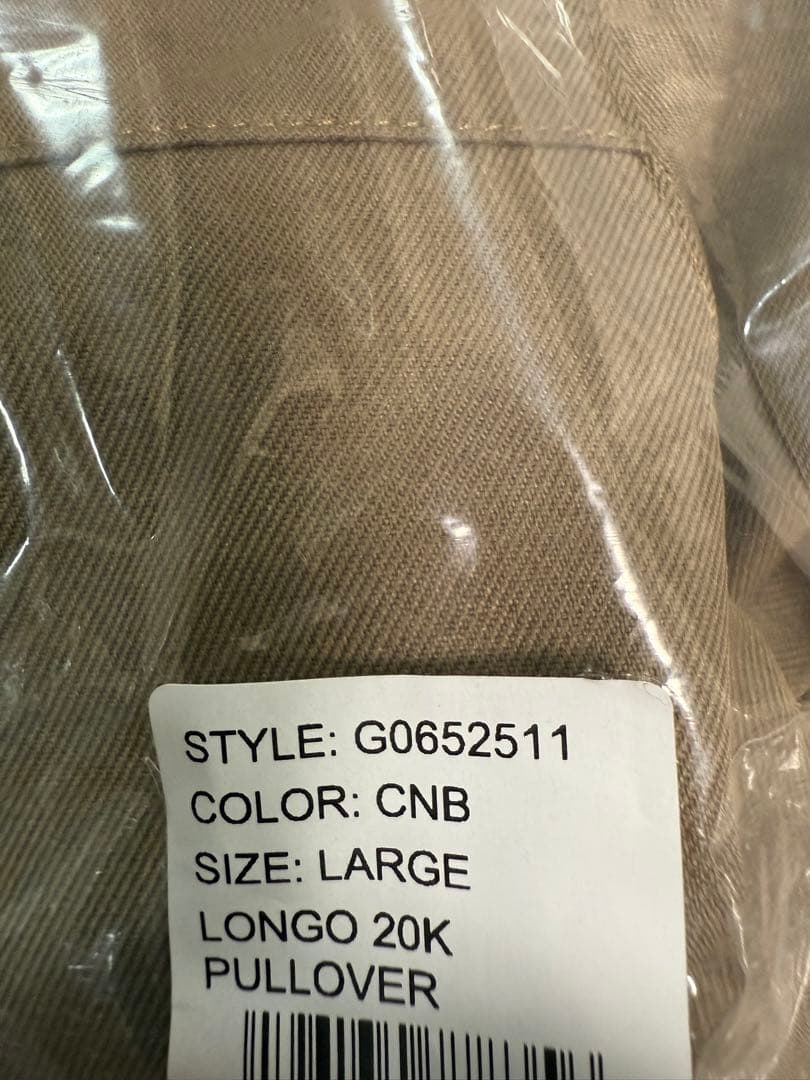 STYLE: G0652511
COLOR: CNB
SIZE: LARGE
LONGO 20K
PULLOVER